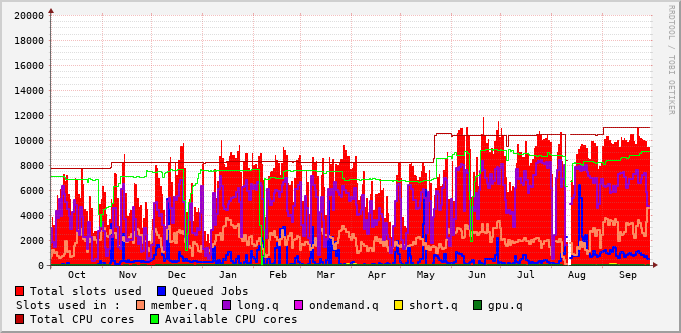 20000
18000
16000
14000
12000
10000
8000
6000
4000
2000
0
Oct Nov Dec Jan Feb Mar Apr May Jun Jul Aug Sep
RRDTOOL / TOBI OETIKER
Total slots used Queued Jobs
Slots used in : member.q long.q ondemand.q short.q gpu.q
Total CPU cores Available CPU cores